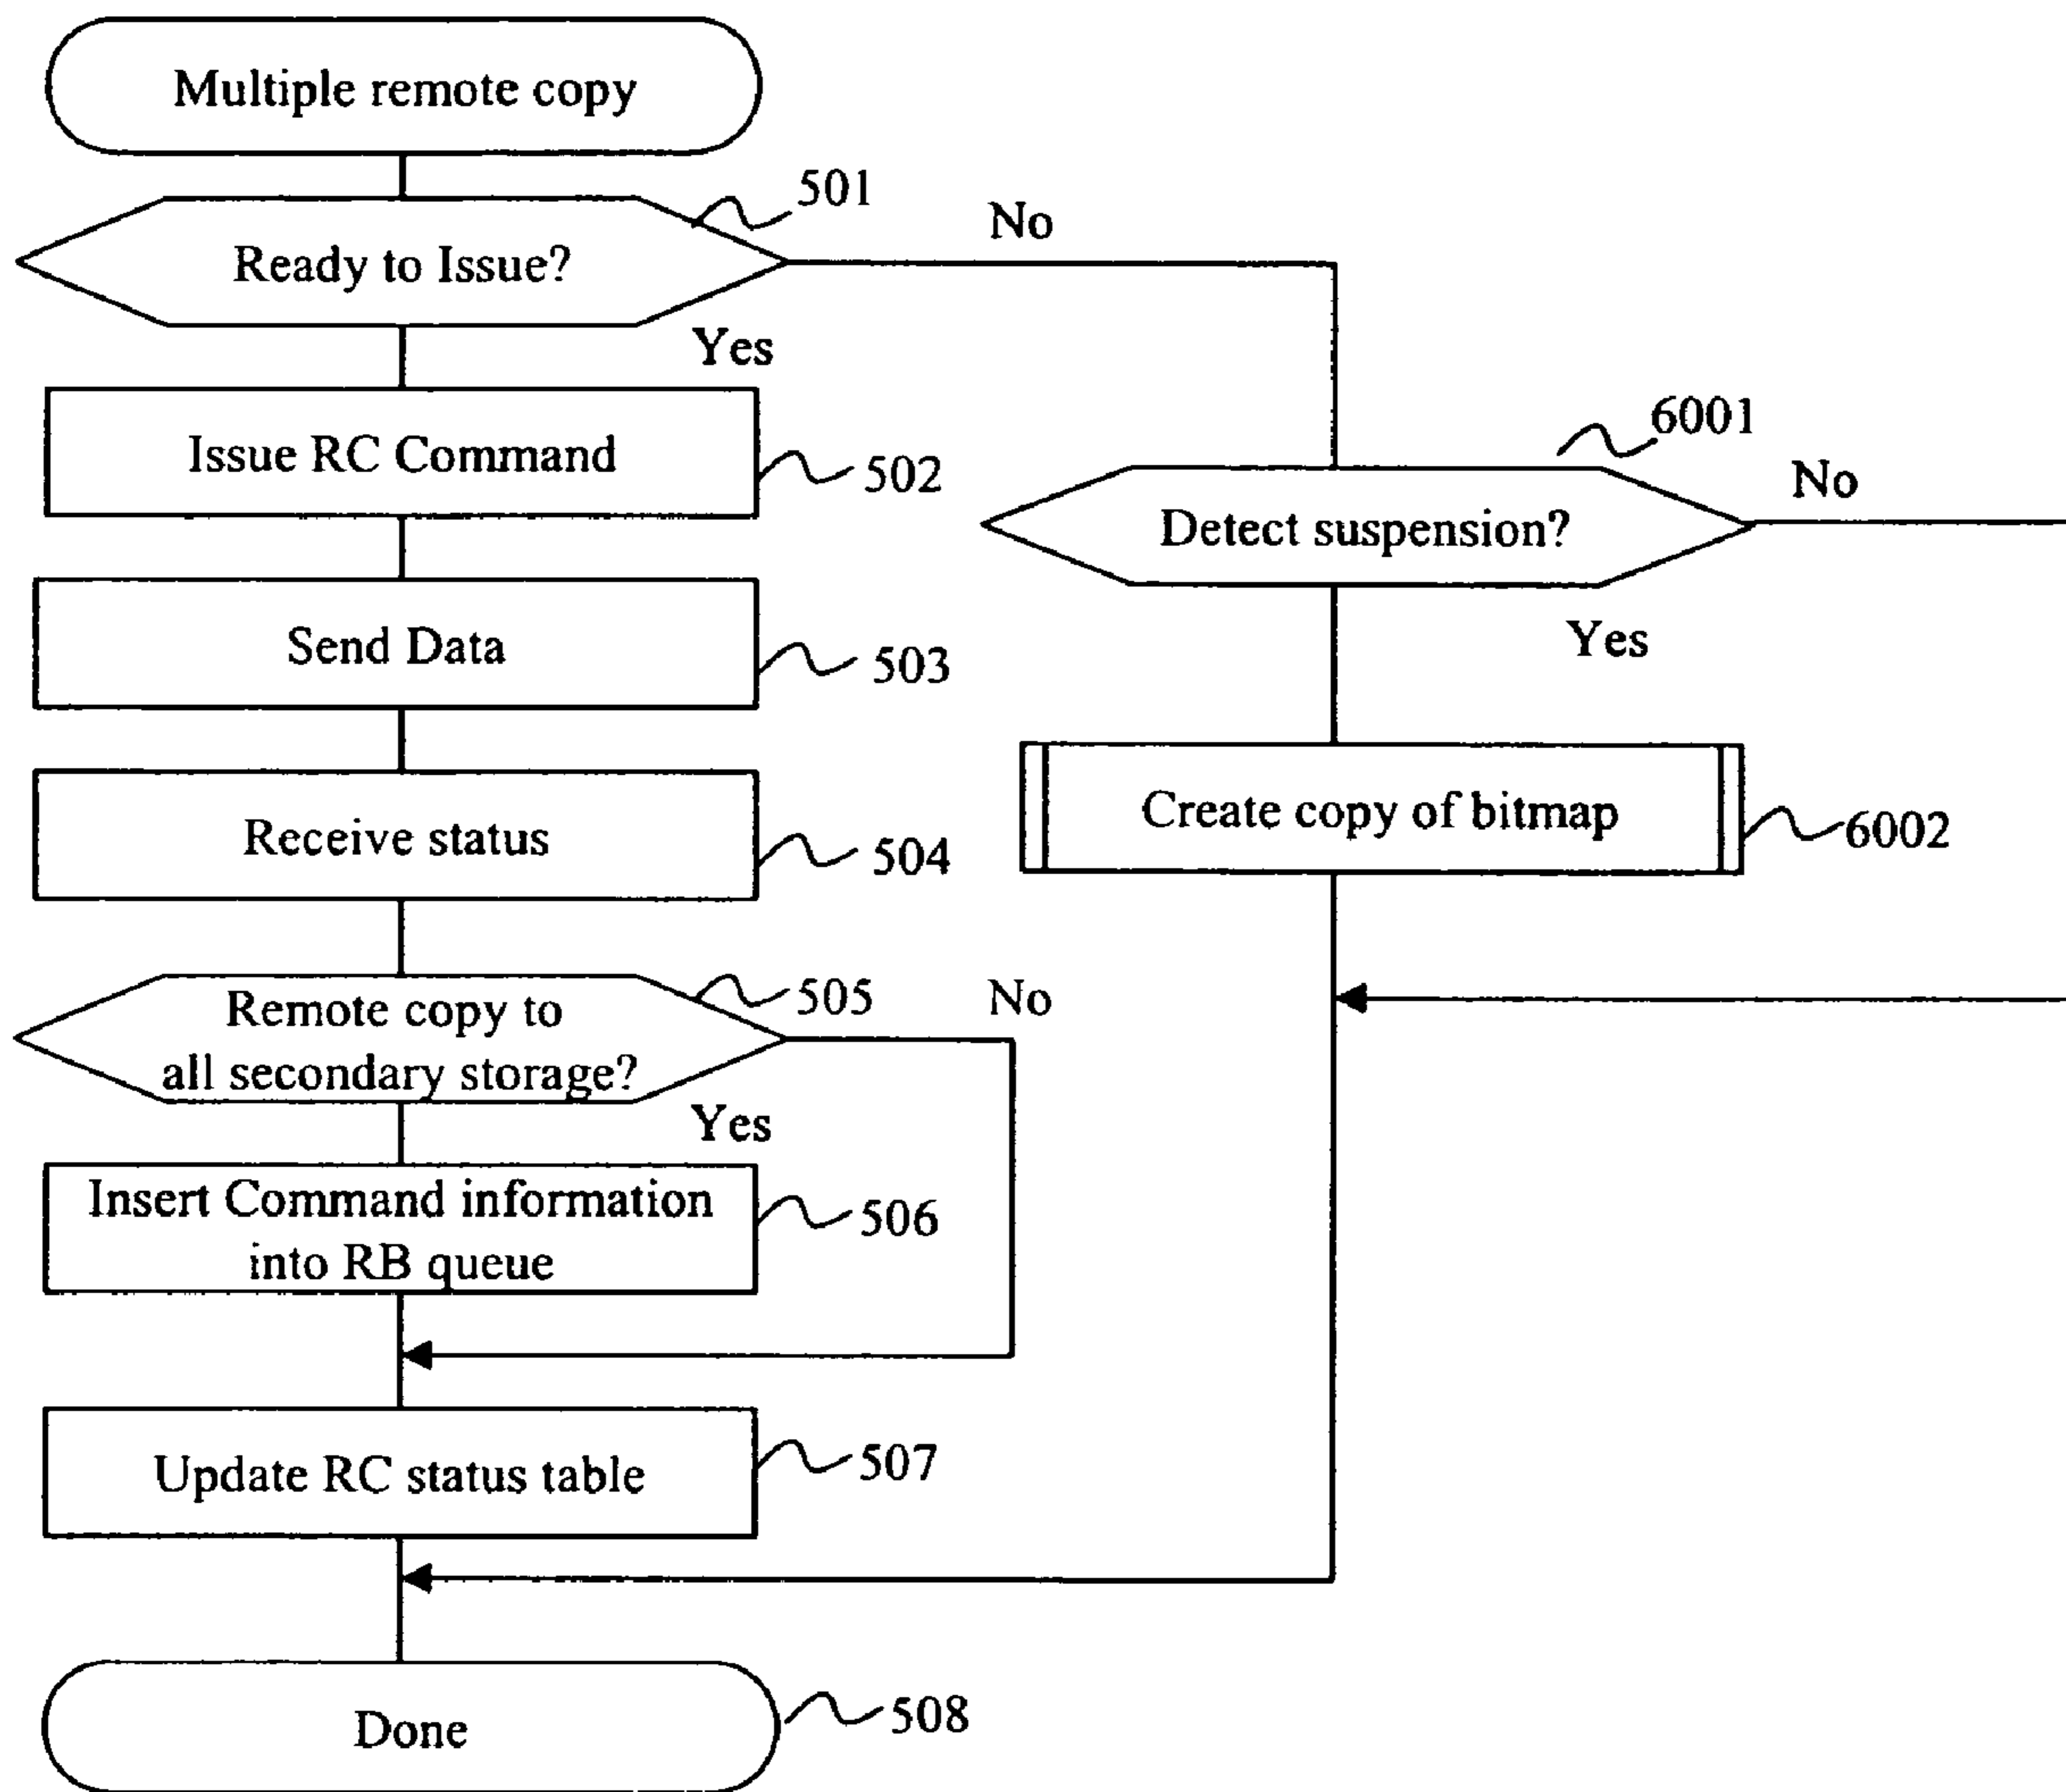 Multiple remote copy
501
No
Ready to Issue?
Yes
Issue RC Command
502
Send Data
503
Receive status
504
Remote copy to
all secondary storage?
505
No
Yes
Insert Command information
into RB queue
506
Update RC status table
507
Done
508
6001
No
Detect suspension?
Yes
Create copy of bitmap
6002